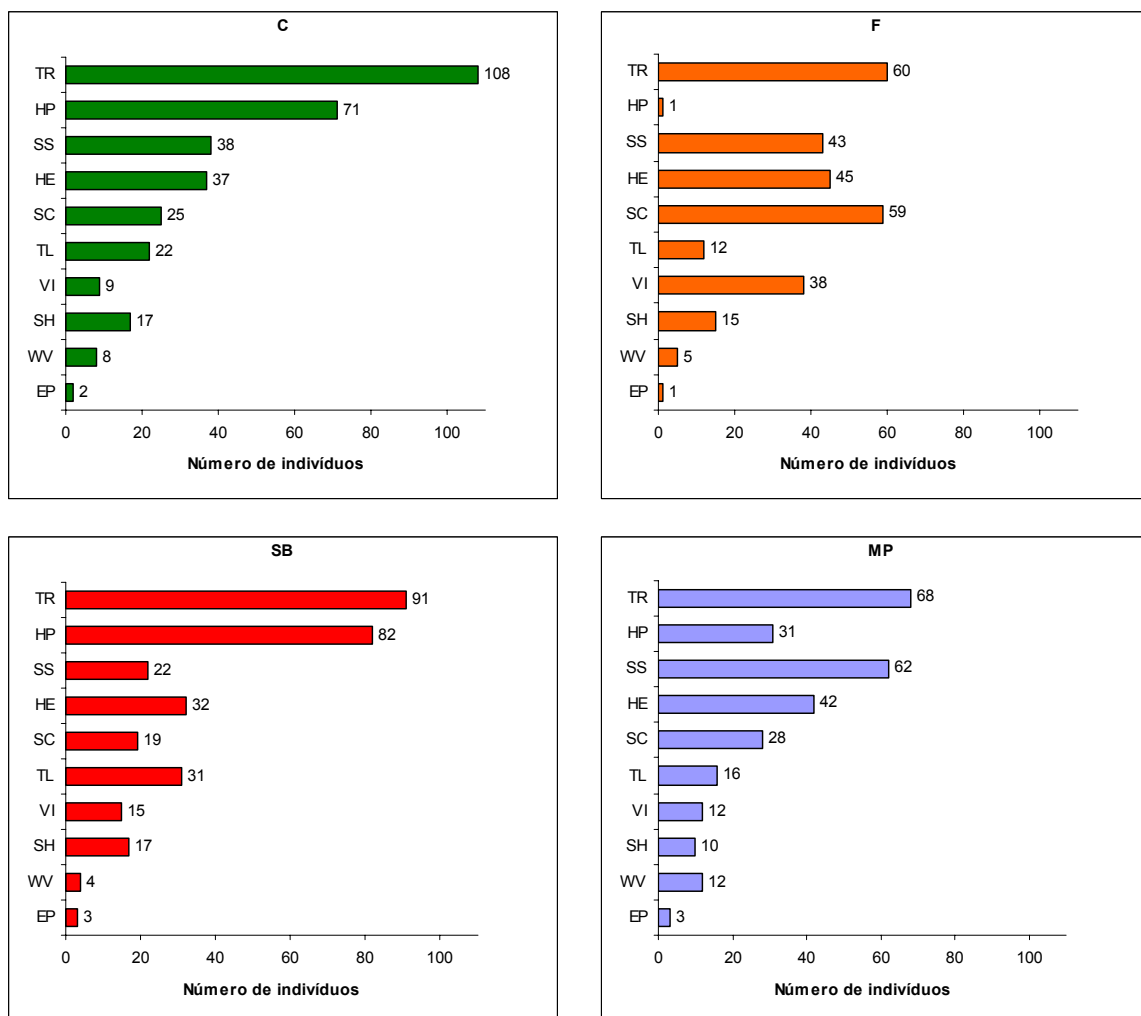 C
TR 108
HP 71
SS 38
HE 37
SC 25
TL 22
VI 9
SH 17
WV 8
EP 2
0 20 40 60 80 100
Número de indivíduos
F
TR 60
HP 1
SS 43
HE 45
SC 59
TL 12
VI 38
SH 15
WV 5
EP 1
0 20 40 60 80 100
Número de indivíduos
SB
TR 91
HP 82
SS 22
HE 32
SC 19
TL 31
VI 15
SH 17
WV 4
EP 3
0 20 40 60 80 100
Número de indivíduos
MP
TR 68
HP 31
SS 62
HE 42
SC 28
TL 16
VI 12
SH 10
WV 12
EP 3
0 20 40 60 80 100
Número de indivíduos